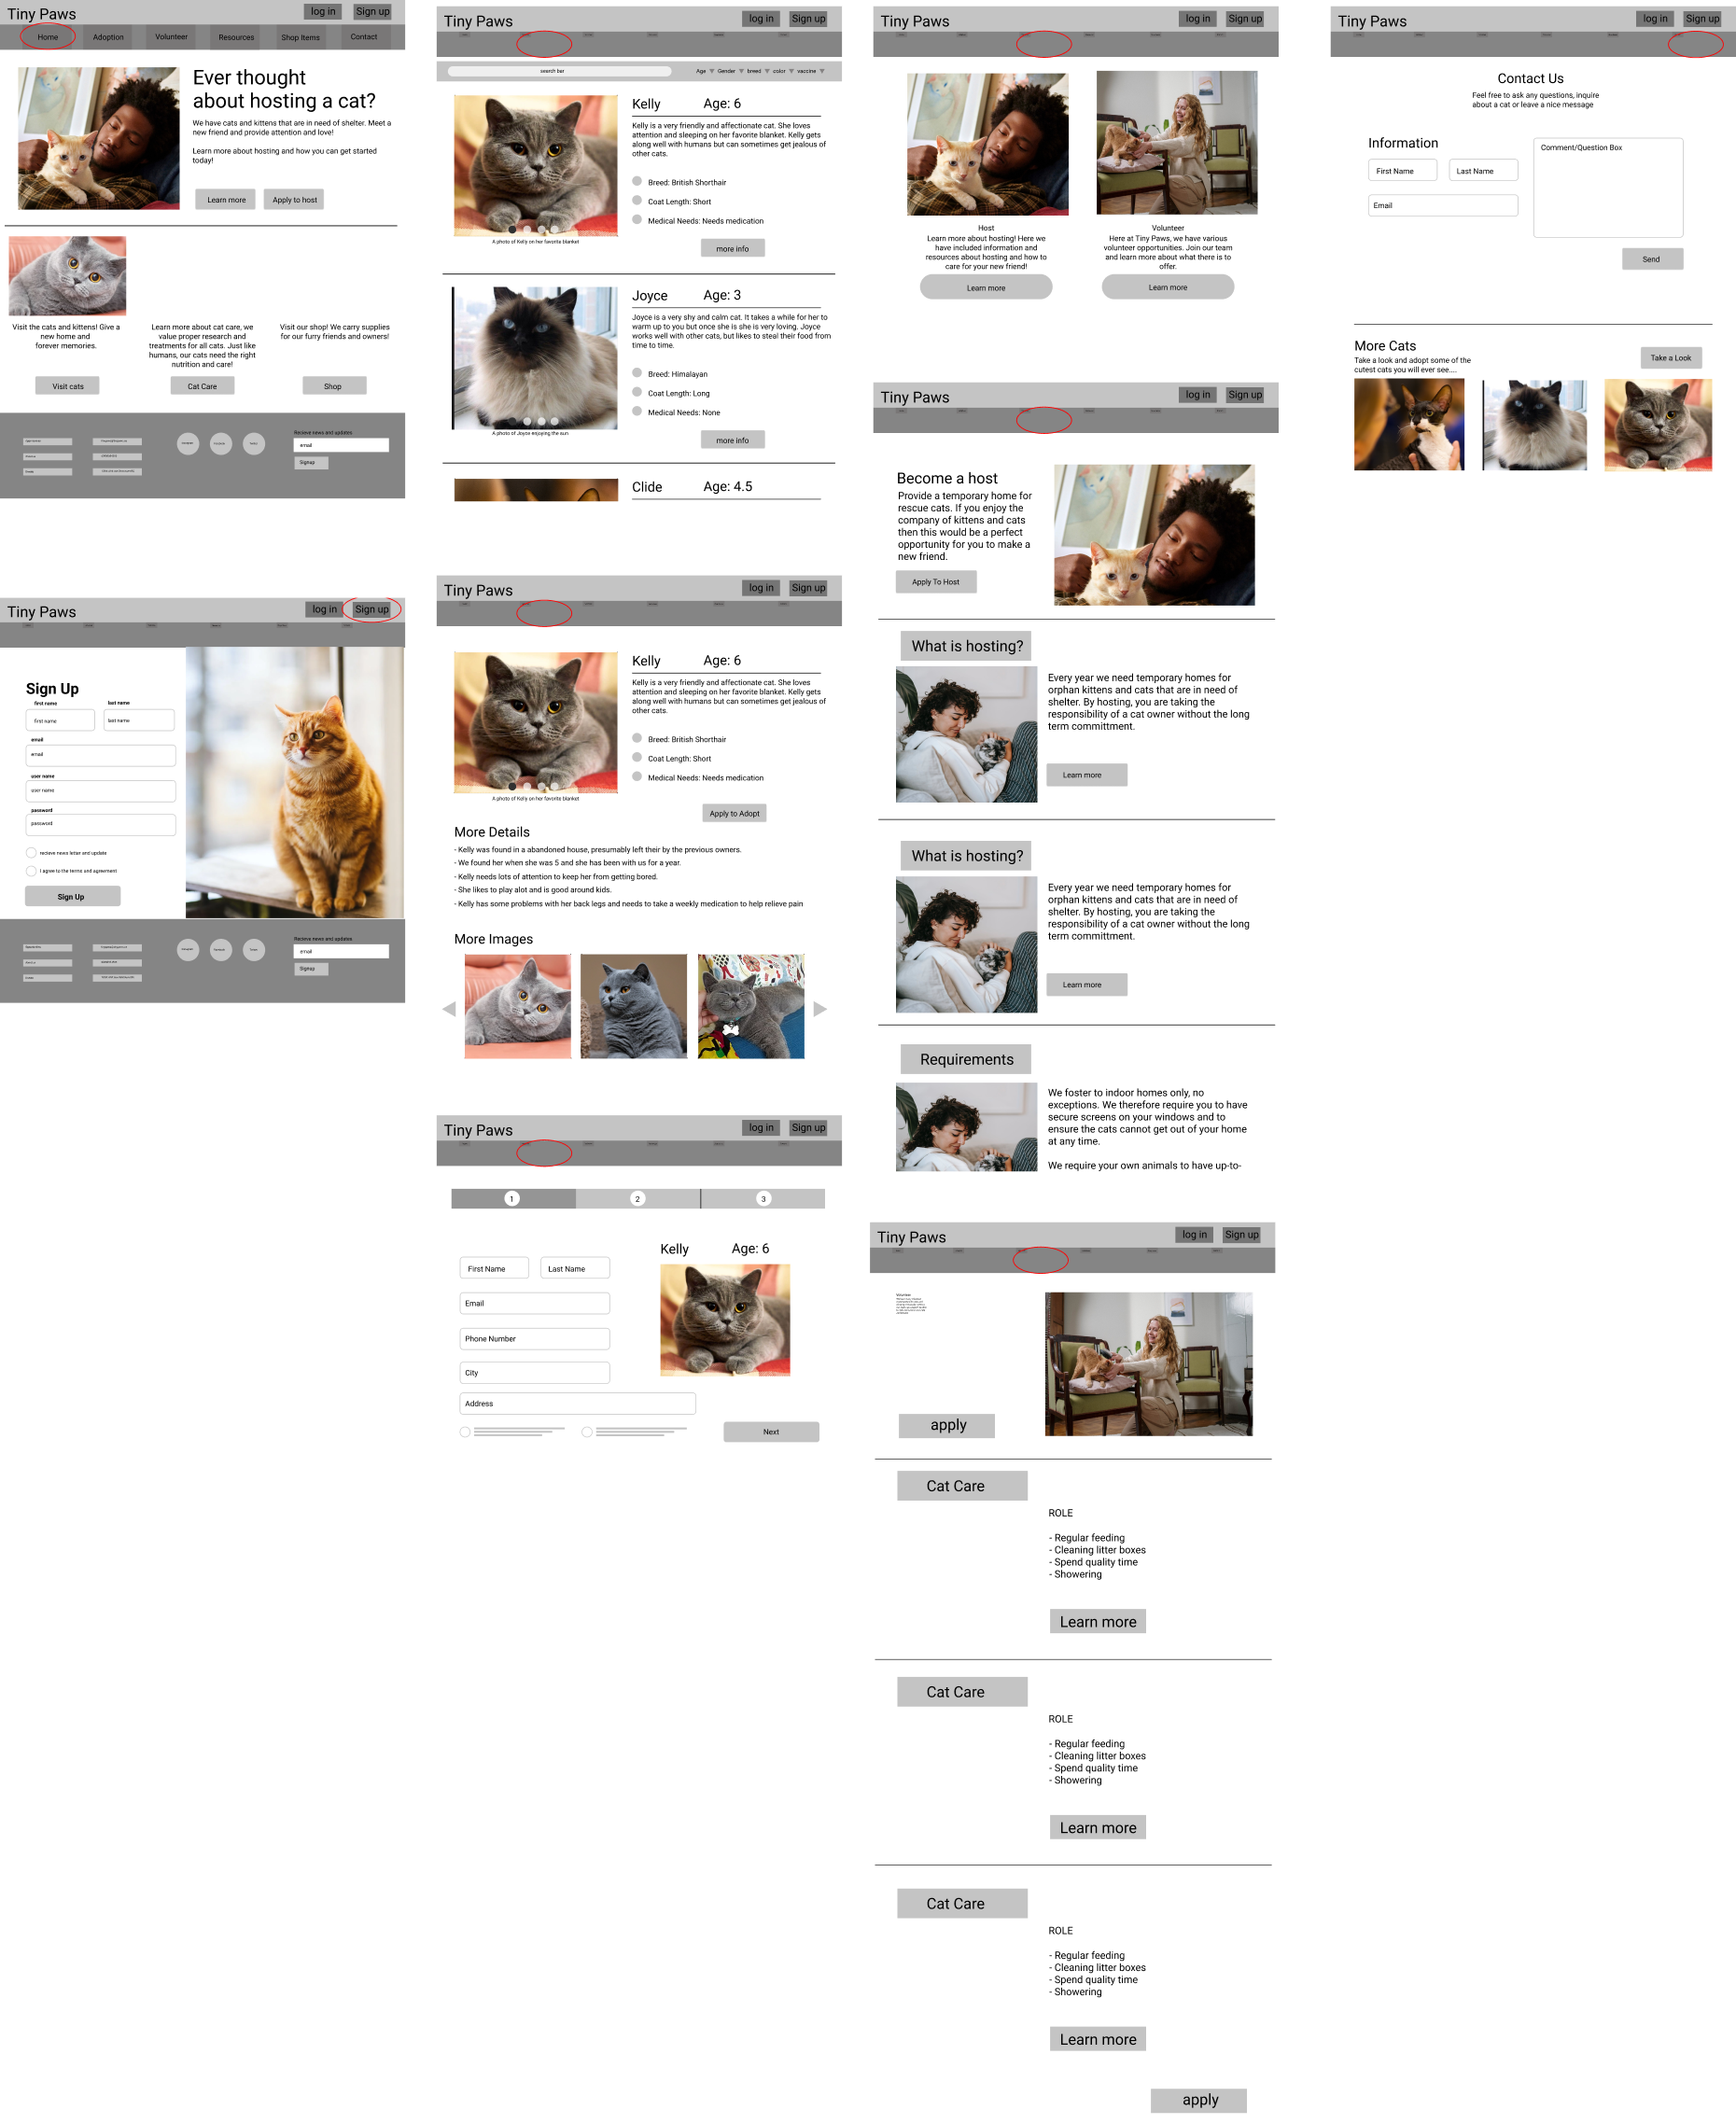 Tiny Paws
log in
Sign up
Home
Adoption
Volunteer
Resources
Shop Items
Contact
Ever thought
about hosting a cat?
We have cats and kittens that are in need of shelter. Meet a
new friend and provide attention and love!
Learn more about hosting and how you can get started
today!
Learn more
Apply to host
Visit the cats and kittens! Give a
new home and
forever memories.
Visit cats
Learn more about cat care, we
value proper research and
treatments for all cats. Just like
humans, our cats need the right
nutrition and care!
Cat Care
Visit our shop! We carry supplies
for our furry friends and owners!
Shop
Recieve news and updates
email
Signup
Tiny Paws
log in
Sign up
Sign Up
first name
last name
first name
last name
email
email
user name
user name
password
password
recieve news letter and update
I agree to the terms and agreement
Sign Up
Recieve news and updates
email
Signup
Tiny Paws
log in
Sign up
search bar
Age
Gender
breed
color
vaccine
Kelly
Age: 6
Kelly is a very friendly and affectionate cat. She loves
attention and sleeping on her favorite blanket. Kelly gets
along well with humans but can sometimes get jealous of
other cats.
Breed: British Shorthair
Coat Length: Short
Medical Needs: Needs medication
A photo of Kelly on her favorite blanket
more info
Joyce
Age: 3
Joyce is a very shy and calm cat. It takes a while for her to
warm up to you but once she is she is very loving. Joyce
works well with other cats, but likes to steal their food from
time to time.
Breed: Himalayan
Coat Length: Long
Medical Needs: None
A photo of Joyce enjoying the sun
more info
Clide
Age: 4.5
Tiny Paws
log in
Sign up
Kelly
Age: 6
Kelly is a very friendly and affectionate cat. She loves
attention and sleeping on her favorite blanket. Kelly gets
along well with humans but can sometimes get jealous of
other cats.
Breed: British Shorthair
Coat Length: Short
Medical Needs: Needs medication
A photo of Kelly on her favorite blanket
Apply to Adopt
More Details
- Kelly was found in a abandoned house, presumably left their by the previous owners.
- We found her when she was 5 and she has been with us for a year.
- Kelly needs lots of attention to keep her from getting bored.
- She likes to play alot and is good around kids.
- Kelly has some problems with her back legs and needs to take a weekly medication to help relieve pain
More Images
Tiny Paws
log in
Sign up
1
2
3
Kelly
Age: 6
First Name
Last Name
Email
Phone Number
City
Address
Next
Tiny Paws
log in
Sign up
Host
Learn more about hosting! Here we
have included information and
resources about hosting and how to
care for your new friend!
Learn more
Volunteer
Here at Tiny Paws, we have various
volunteer opportunities. Join our team
and learn more about what there is to
offer.
Learn more
Tiny Paws
log in
Sign up
Become a host
Provide a temporary home for
rescue cats. If you enjoy the
company of kittens and cats
then this would be a perfect
opportunity for you to make a
new friend.
Apply To Host
What is hosting?
Every year we need temporary homes for
orphan kittens and cats that are in need of
shelter. By hosting, you are taking the
responsibility of a cat owner without the long
term committment.
Learn more
What is hosting?
Every year we need temporary homes for
orphan kittens and cats that are in need of
shelter. By hosting, you are taking the
responsibility of a cat owner without the long
term committment.
Learn more
Requirements
We foster to indoor homes only, no
exceptions. We therefore require you to have
secure screens on your windows and to
ensure the cats cannot get out of your home
at any time.
We require your own animals to have up-to-
Tiny Paws
log in
Sign up
Volunteer
apply
Cat Care
ROLE
- Regular feeding
- Cleaning litter boxes
- Spend quality time
- Showering
Learn more
Cat Care
ROLE
- Regular feeding
- Cleaning litter boxes
- Spend quality time
- Showering
Learn more
Cat Care
ROLE
- Regular feeding
- Cleaning litter boxes
- Spend quality time
- Showering
Learn more
apply
Tiny Paws
log in
Sign up
Contact Us
Feel free to ask any questions, inquire
about a cat or leave a nice message
Information
First Name
Last Name
Email
Comment/Question Box
Send
More Cats
Take a look and adopt some of the
cutest cats you will ever see....
Take a Look